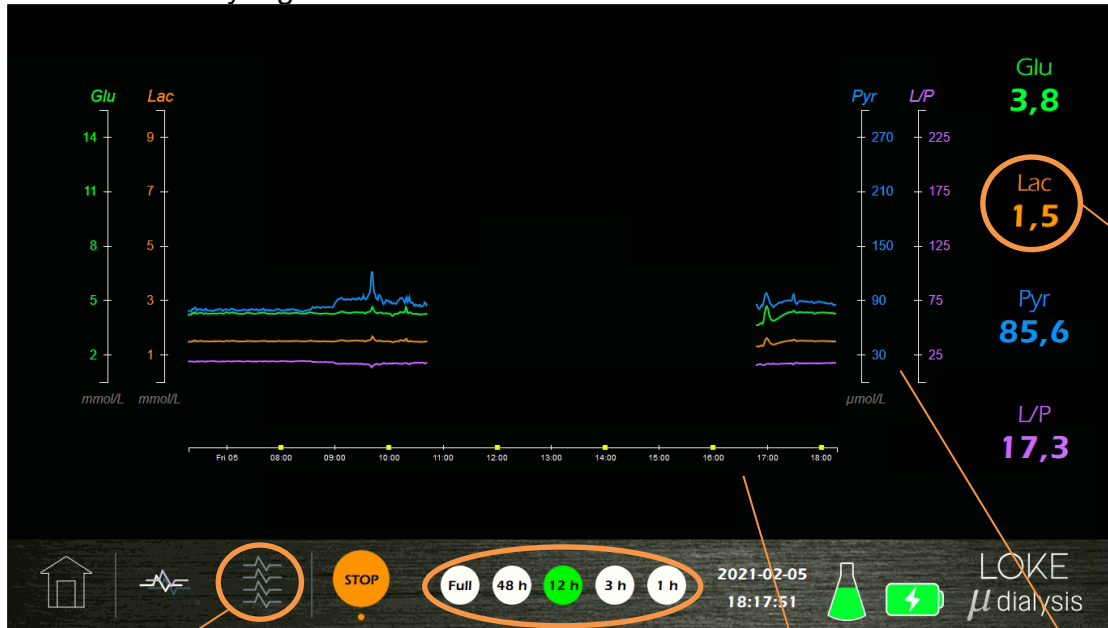 Glu Lac Pyr L/P
14 9 270 225
11 7 210 175
8 5 150 125
5 3 90 75
2 1 30 25
mmol/L mmol/L µmol/L
Glu
3,8
Lac
1,5
Pyr
85,6
L/P
17,3
Fri 05 08:00 09:00 10:00 11:00 12:00 13:00 14:00 15:00 16:00 17:00 18:00
STOP
Full 48 h 12 h 3 h 1 h
2021-02-05
18:17:51
LOKE
µ dialysis